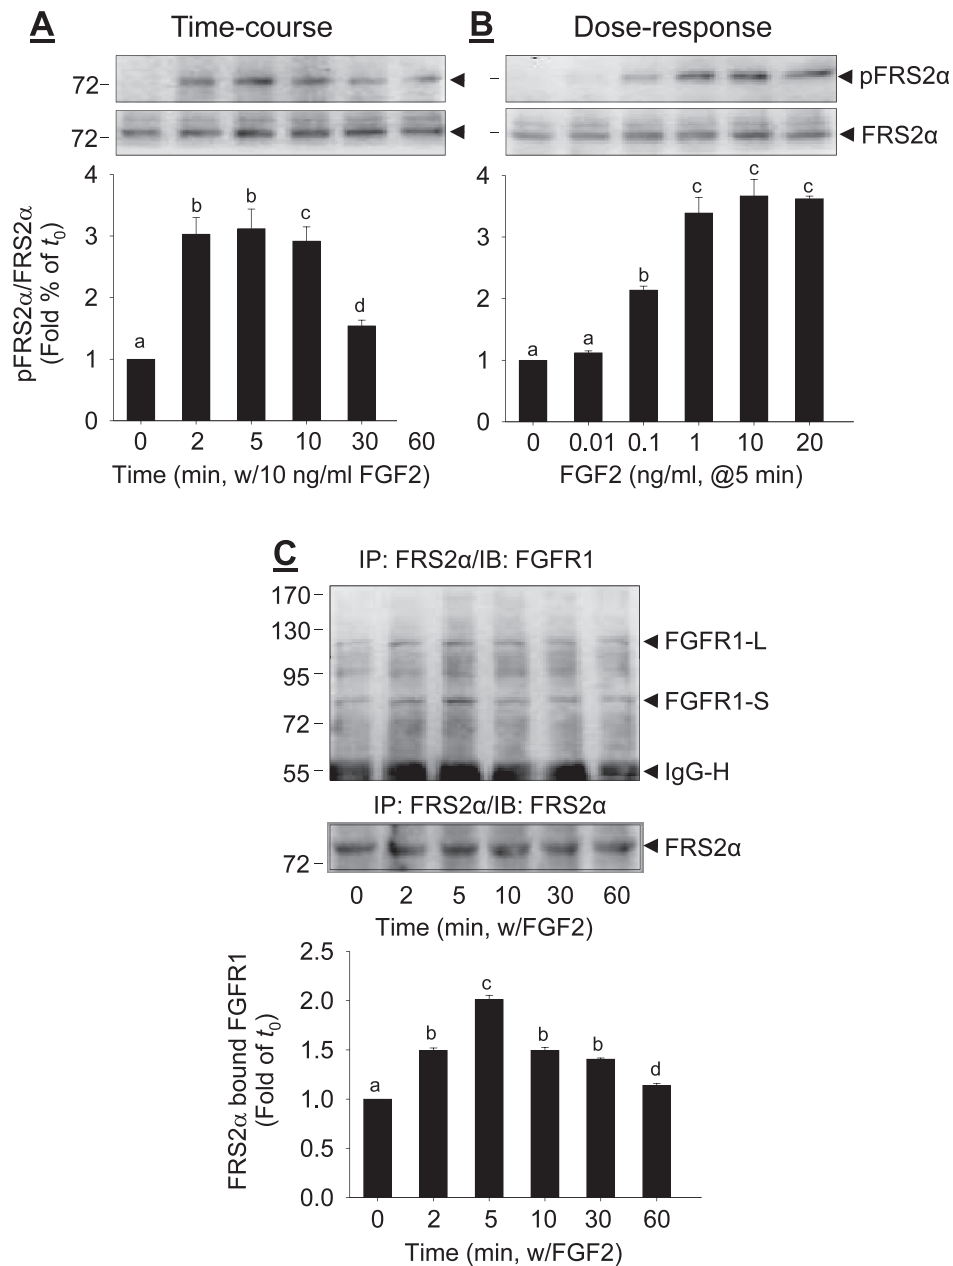 A Time-course
72
72
pFRS2α/FRS2α
(Fold % of t0)
4
3
2
1
0
a
b
b
c
d
0 2 5 10 30 60
Time (min, w/10 ng/ml FGF2)
B Dose-response
pFRS2α
FRS2α
4
3
2
1
0
a
a
b
c
c
c
0 0.01 0.1 1 10 20
FGF2 (ng/ml, @5 min)
C IP: FRS2α/IB: FGFR1
170
130
95
72
55
FGFR1-L
FGFR1-S
IgG-H
IP: FRS2α/IB: FRS2α
72
FRS2α
0 2 5 10 30 60
Time (min, w/FGF2)
FRS2α bound FGFR1
(Fold of t0)
2.5
2.0
1.5
1.0
0.5
0.0
a
b
c
b
b
d
0 2 5 10 30 60
Time (min, w/FGF2)